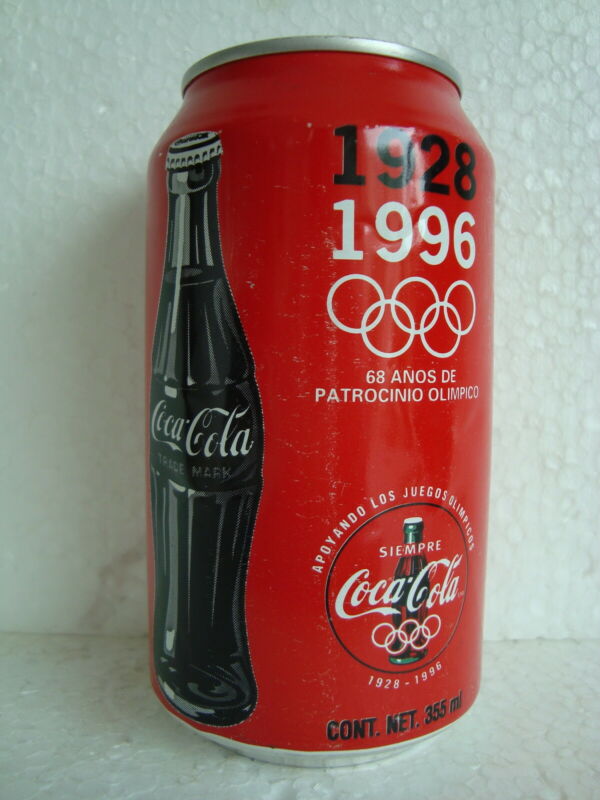 1928
1996
68 AÑOS DE
PATROCINIO OLIMPICO
Coca-Cola
TRADE MARK
APOYANDO LOS JUEGOS OLIMPICOS
SIEMPRE
Coca-Cola
1928-1996
CONT. NET. 355 ml